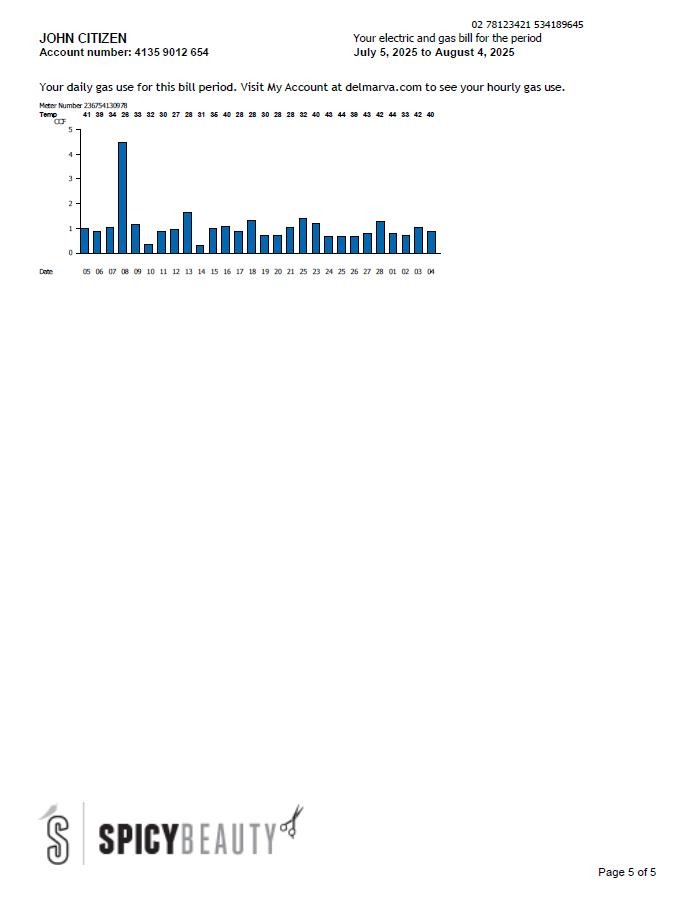 02 78123421 534189645
JOHN CITIZEN
Your electric and gas bill for the period
Account number: 4135 9012 654
July 5, 2025 to August 4, 2025
Your daily gas use for this bill period. Visit My Account at delmarva.com to see your hourly gas use.
Meter Number 236754130978
Temp 41 39 34 26 33 32 30 27 28 31 35 40 28 28 30 28 28 32 40 43 44 39 43 42 44 33 42 40
CCF
5
4
3
2
1
0
Date 05 06 07 08 09 10 11 12 13 14 15 16 17 18 19 20 21 25 23 24 25 26 27 28 01 02 03 04
S SPICYBEAUTY
Page 5 of 5